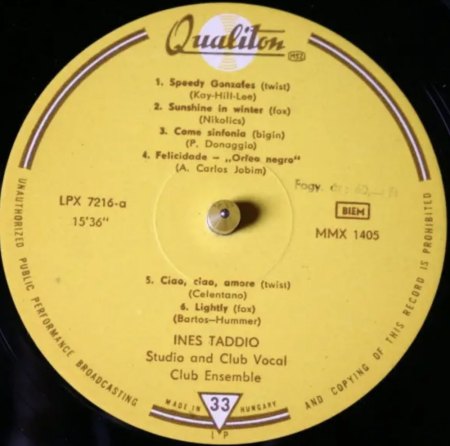 Qualiton
MHZ
1. Speedy Gonzales (twist)
(Kay-Hill-Lee)
2. Sunshine in winter (fox)
(Nikolics)
3. Come sinfonia (bigin)
(P. Donaggio)
4. Felicidade – „Orfeo negro"
(A. Carlos Jobim)
Fogy.
LPX 7216-a
15'36"
BIEM
MMX 1405
5. Ciao, ciao, amore (twist)
(Celentano)
6. Lightly (fox)
(Bartos-Hummer)
INES TADDIO
Studio and Club Vocal
Club Ensemble
MADE IN 33 HUNGARY
LP
UNAUTHORIZED PUBLIC PERFORMANCE BROADCASTING
AND COPYING OF THIS RECORD IS PROHIBITED